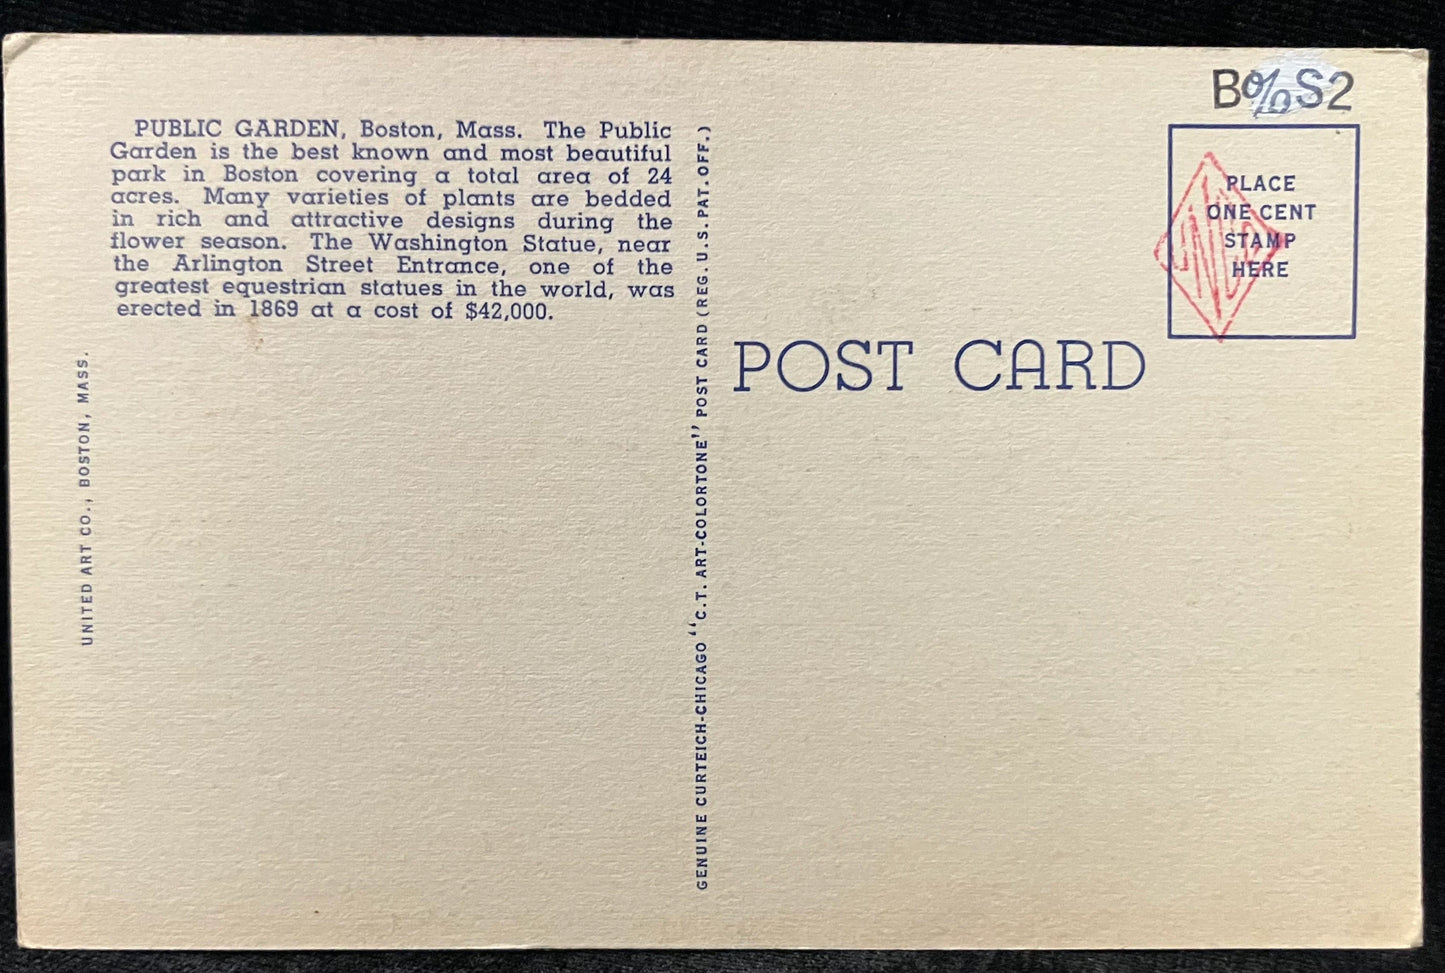 PUBLIC GARDEN, Boston, Mass. The Public
Garden is the best known and most beautiful
park in Boston covering a total area of 24
acres. Many varieties of plants are bedded
in rich and attractive designs during the
flower season. The Washington Statue, near
the Arlington Street Entrance, one of the
greatest equestrian statues in the world, was
erected in 1869 at a cost of $42,000.
UNITED ART CO., BOSTON, MASS.
GENUINE CURTEICH-CHICAGO "C.T. ART-COLORTONE" POST CARD (REG. U.S. PAT. OFF.)
POST CARD
PLACE
ONE CENT
STAMP
HERE